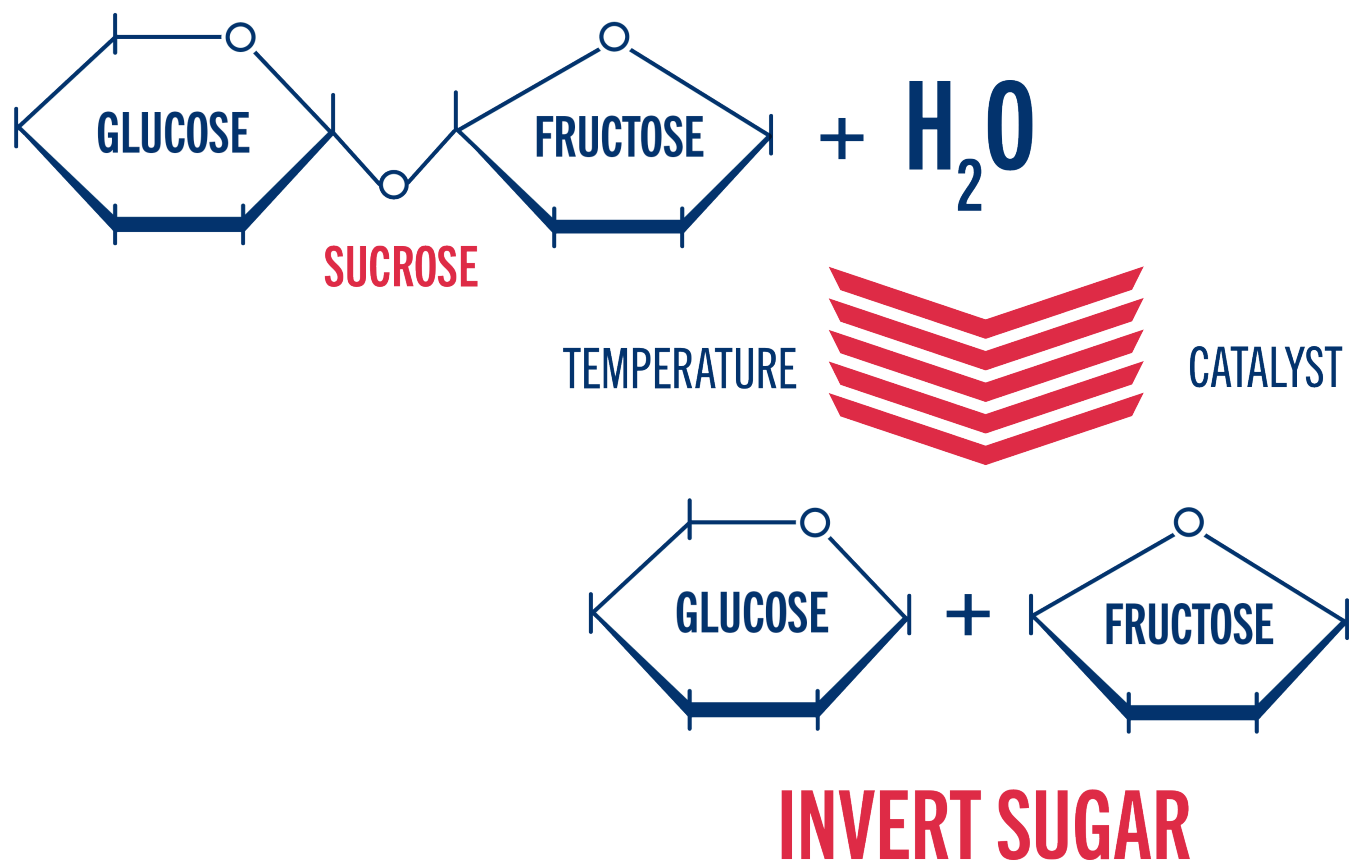 GLUCOSE
FRUCTOSE
+ H₂O
SUCROSE
TEMPERATURE
CATALYST
GLUCOSE
+
FRUCTOSE
INVERT SUGAR